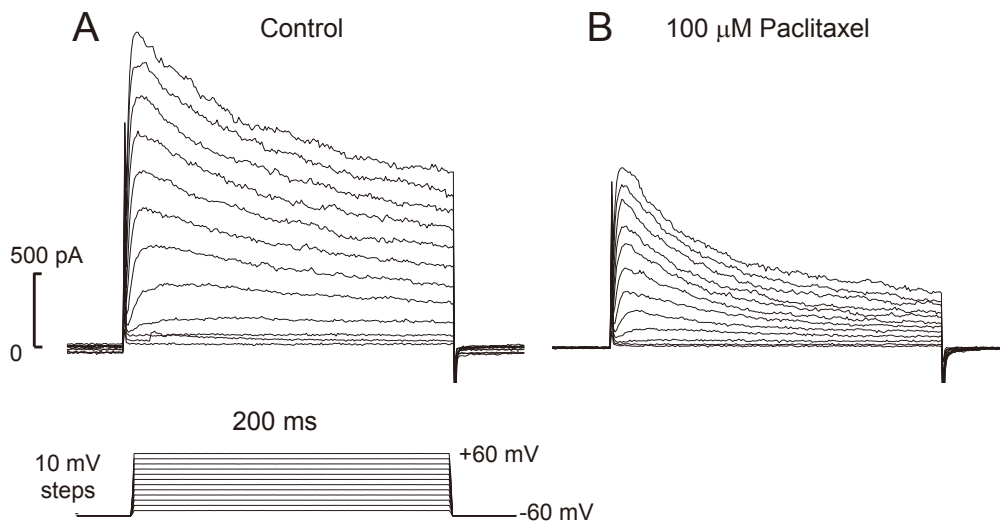 A Control B 100 μM Paclitaxel
500 pA
0
200 ms
10 mV
steps
+60 mV
-60 mV